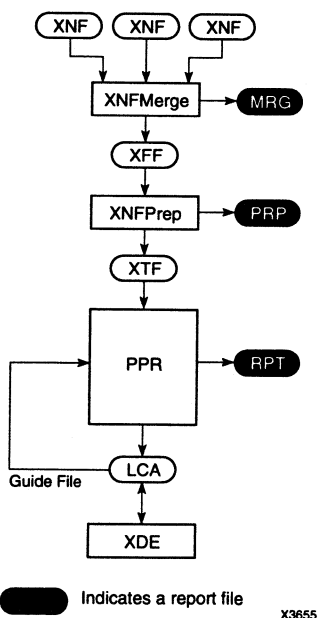 XNF XNF XNF
XNFMerge MRG
XFF
XNFPrep PRP
XTF
PPR RPT
LCA
Guide File
XDE
Indicates a report file
X3655